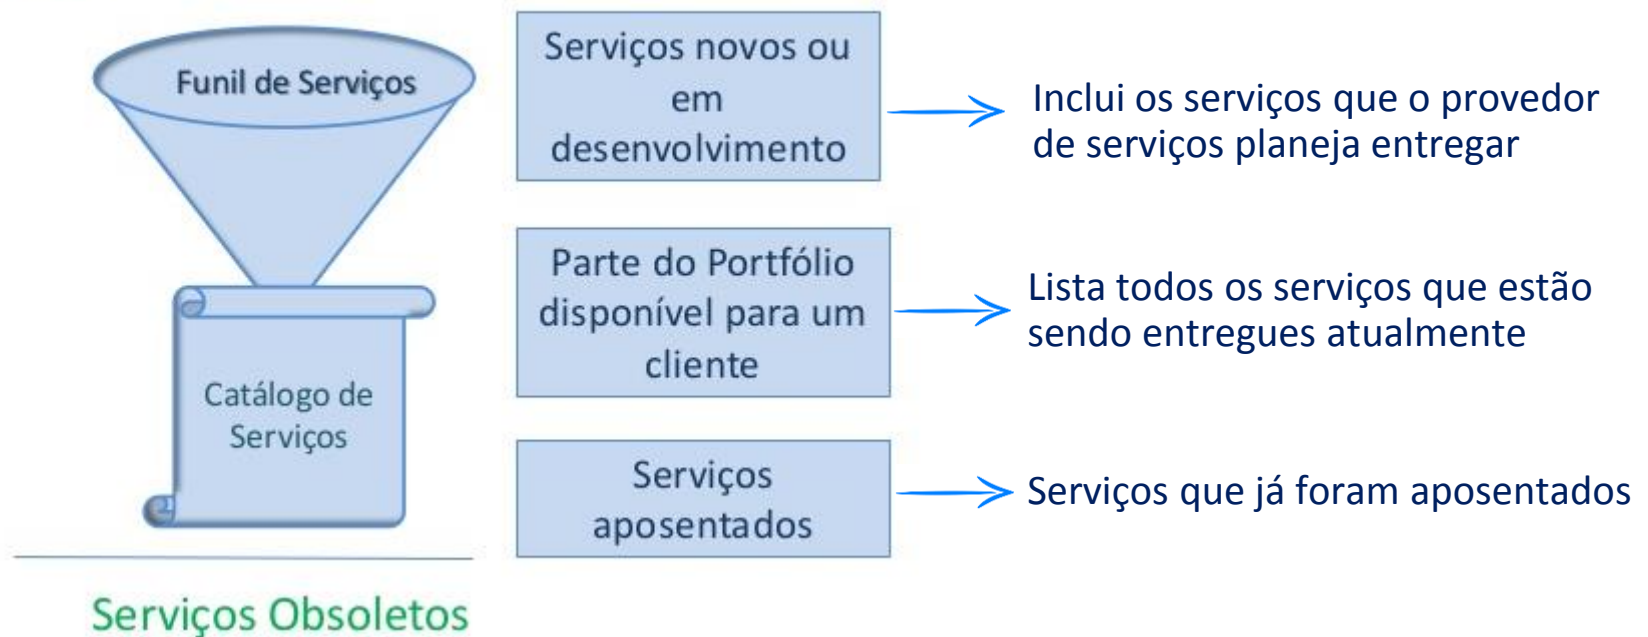 Funil de Serviços
Serviços novos ou
em
desenvolvimento
Inclui os serviços que o provedor
de serviços planeja entregar
Catálogo de
Serviços
Parte do Portfólio
disponível para um
cliente
Lista todos os serviços que estão
sendo entregues atualmente
Serviços
aposentados
Serviços que já foram aposentados
Serviços Obsoletos